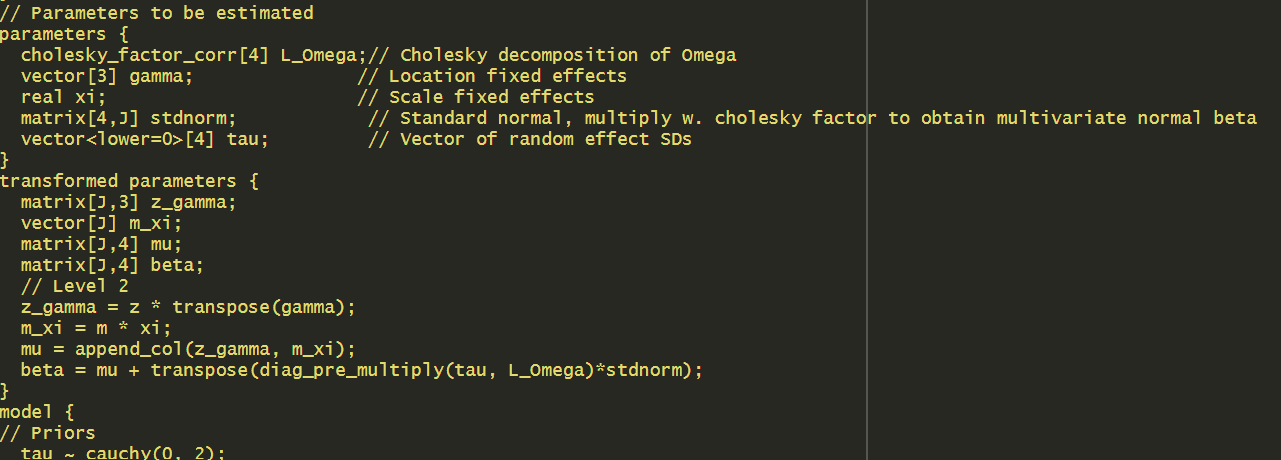 // Parameters to be estimated
parameters {
  cholesky_factor_corr[4] L_Omega;// Cholesky decomposition of Omega
  vector[3] gamma;               // Location fixed effects
  real xi;                       // Scale fixed effects
  matrix[4,J] stdnorm;            // Standard normal, multiply w. cholesky factor to obtain multivariate normal beta
  vector<lower=0>[4] tau;         // Vector of random effect SDs
}
transformed parameters {
  matrix[J,3] z_gamma;
  vector[J] m_xi;
  matrix[J,4] mu;
  matrix[J,4] beta;
  // Level 2
  z_gamma = z * transpose(gamma);
  m_xi = m * xi;
  mu = append_col(z_gamma, m_xi);
  beta = mu + transpose(diag_pre_multiply(tau, L_Omega)*stdnorm);
}
model {
// Priors
  tau ~ cauchy(0, 2);